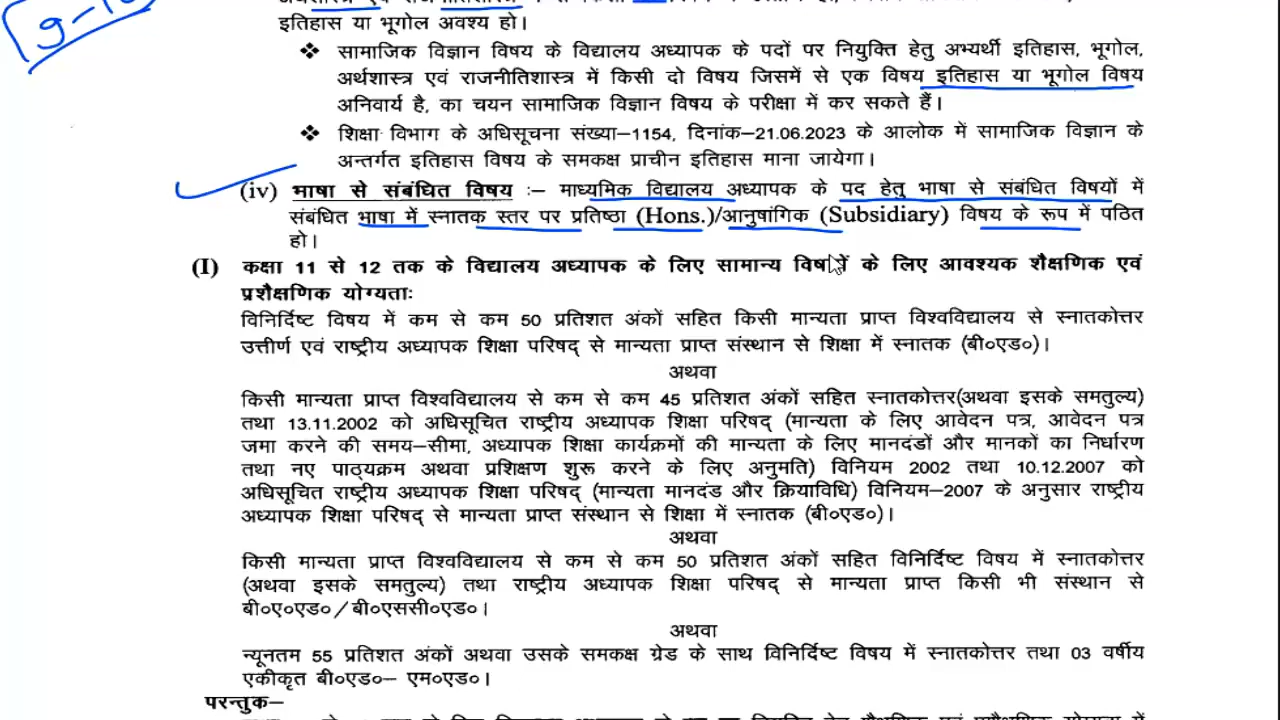 9-10
इतिहास या भूगोल अवश्य हो।
❖ सामाजिक विज्ञान विषय के विद्यालय अध्यापक के पदों पर नियुक्ति हेतु अभ्यर्थी इतिहास, भूगोल,
अर्थशास्त्र एवं राजनीतिशास्त्र में किसी दो विषय जिसमें से एक विषय इतिहास या भूगोल विषय
अनिवार्य है, का चयन सामाजिक विज्ञान विषय के परीक्षा में कर सकते हैं।
❖ शिक्षा विभाग के अधिसूचना संख्या–1154, दिनांक–21.06.2023 के आलोक में सामाजिक विज्ञान के
अन्तर्गत इतिहास विषय के समकक्ष प्राचीन इतिहास माना जायेगा।
(iv) भाषा से संबंधित विषय :– माध्यमिक विद्यालय अध्यापक के पद हेतु भाषा से संबंधित विषयों में
संबंधित भाषा में स्नातक स्तर पर प्रतिष्ठा (Hons.)/आनुषांगिक (Subsidiary) विषय के रूप में पठित
हो।
(I) कक्षा 11 से 12 तक के विद्यालय अध्यापक के लिए सामान्य विषयों के लिए आवश्यक शैक्षणिक एवं
प्रशैक्षणिक योग्यताः
विनिर्दिष्ट विषय में कम से कम 50 प्रतिशत अंकों सहित किसी मान्यता प्राप्त विश्वविद्यालय से स्नातकोत्तर
उत्तीर्ण एवं राष्ट्रीय अध्यापक शिक्षा परिषद् से मान्यता प्राप्त संस्थान से शिक्षा में स्नातक (बी०एड०)।
अथवा
किसी मान्यता प्राप्त विश्वविद्यालय से कम से कम 45 प्रतिशत अंकों सहित स्नातकोत्तर(अथवा इसके समतुल्य)
तथा 13.11.2002 को अधिसूचित राष्ट्रीय अध्यापक शिक्षा परिषद् (मान्यता के लिए आवेदन पत्र, आवेदन पत्र
जमा करने की समय–सीमा, अध्यापक शिक्षा कार्यक्रमों की मान्यता के लिए मानदंडों और मानकों का निर्धारण
तथा नए पाठ्यक्रम अथवा प्रशिक्षण शुरू करने के लिए अनुमति) विनियम 2002 तथा 10.12.2007 को
अधिसूचित राष्ट्रीय अध्यापक शिक्षा परिषद् (मान्यता मानदंड और क्रियाविधि) विनियम–2007 के अनुसार राष्ट्रीय
अध्यापक शिक्षा परिषद् से मान्यता प्राप्त संस्थान से शिक्षा में स्नातक (बी०एड०)।
अथवा
किसी मान्यता प्राप्त विश्वविद्यालय से कम से कम 50 प्रतिशत अंकों सहित विनिर्दिष्ट विषय में स्नातकोत्तर
(अथवा इसके समतुल्य) तथा राष्ट्रीय अध्यापक शिक्षा परिषद् से मान्यता प्राप्त किसी भी संस्थान से
बी०ए०एड०/बी०एससी०एड०।
अथवा
न्यूनतम 55 प्रतिशत अंकों अथवा उसके समकक्ष ग्रेड के साथ विनिर्दिष्ट विषय में स्नातकोत्तर तथा 03 वर्षीय
एकीकृत बी०एड०– एम०एड०।
परन्तुक–